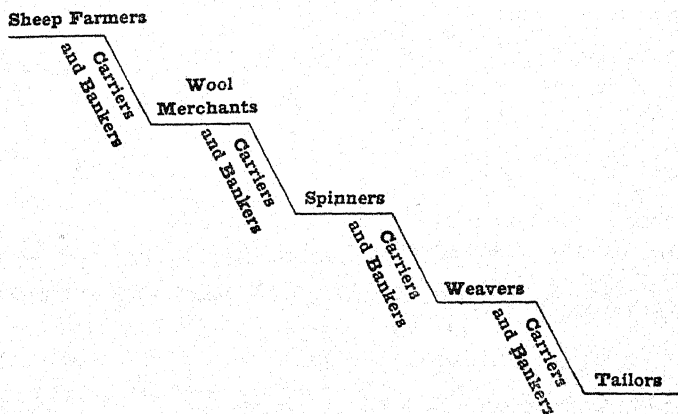 Sheep Farmers
Carriers
and Bankers
Wool
Merchants
Carriers
and Bankers
Spinners
Carriers
and Bankers
Weavers
Carriers
and Bankers
Tailors